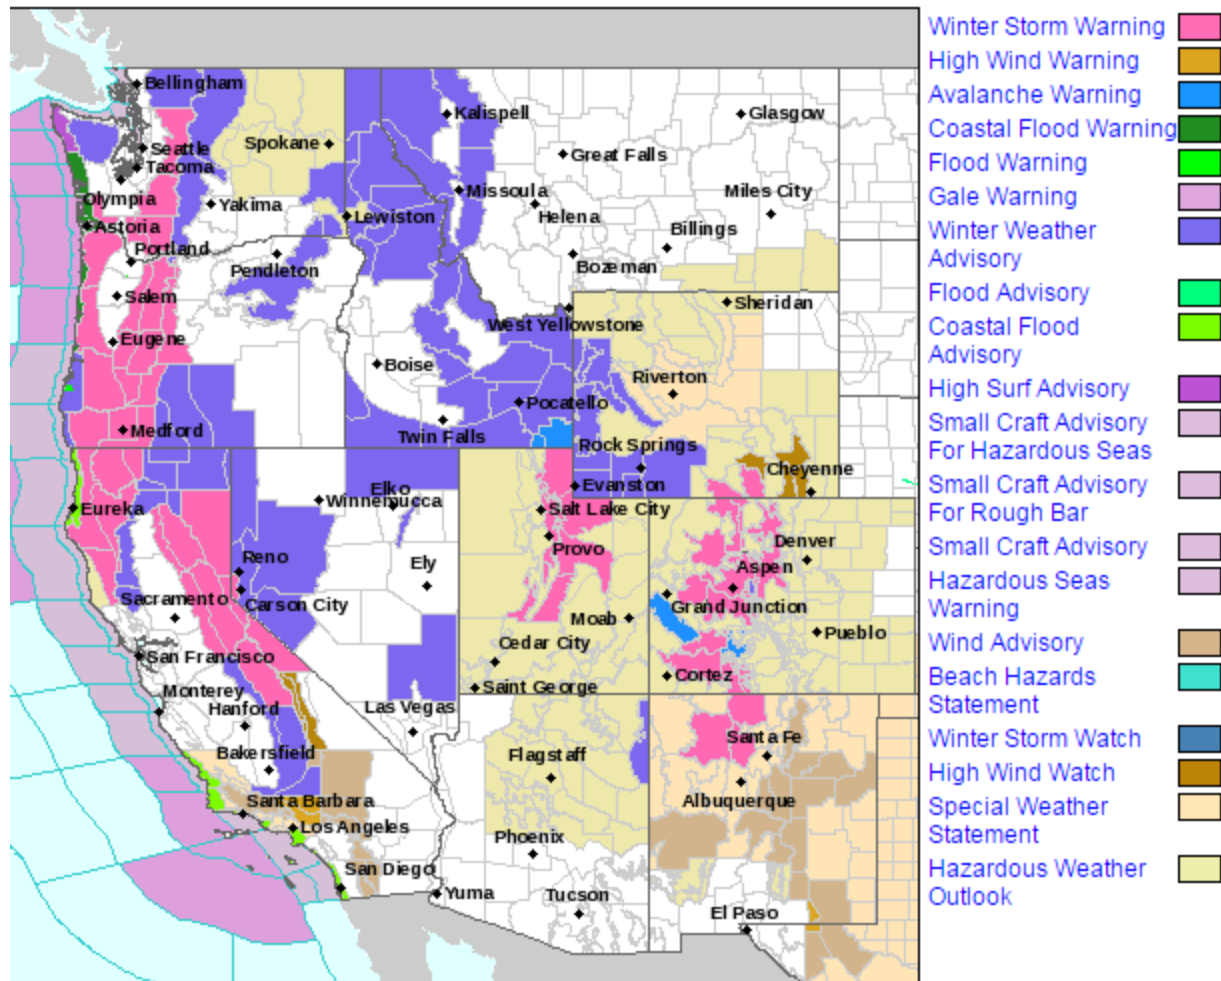 Winter Storm Warning
High Wind Warning
Avalanche Warning
Coastal Flood Warning
Flood Warning
Gale Warning
Winter Weather
Advisory
Flood Advisory
Coastal Flood
Advisory
High Surf Advisory
Small Craft Advisory
For Hazardous Seas
Small Craft Advisory
For Rough Bar
Small Craft Advisory
Hazardous Seas
Warning
Wind Advisory
Beach Hazards
Statement
Winter Storm Watch
High Wind Watch
Special Weather
Statement
Hazardous Weather
Outlook
Bellingham
Kalispell
Glasgow
Seattle
Spokane
Great Falls
Tacoma
Missoula
Miles City
Olympia
Yakima
Lewiston
Helena
Astoria
Billings
Portland
Pendleton
Bozeman
Salem
Sheridan
West Yellowstone
Eugene
Boise
Riverton
Pocatello
Medford
Twin Falls
Rock Springs
Cheyenne
Evanston
Elko
Winnemucca
Eureka
Salt Lake City
Provo
Denver
Reno
Ely
Aspen
Sacramento
Carson City
Grand Junction
Moab
Pueblo
Cedar City
San Francisco
Cortez
Monterey
Saint George
Hanford
Las Vegas
Santa Fe
Bakersfield
Flagstaff
Santa Barbara
Albuquerque
Los Angeles
Phoenix
San Diego
Yuma
Tucson
El Paso